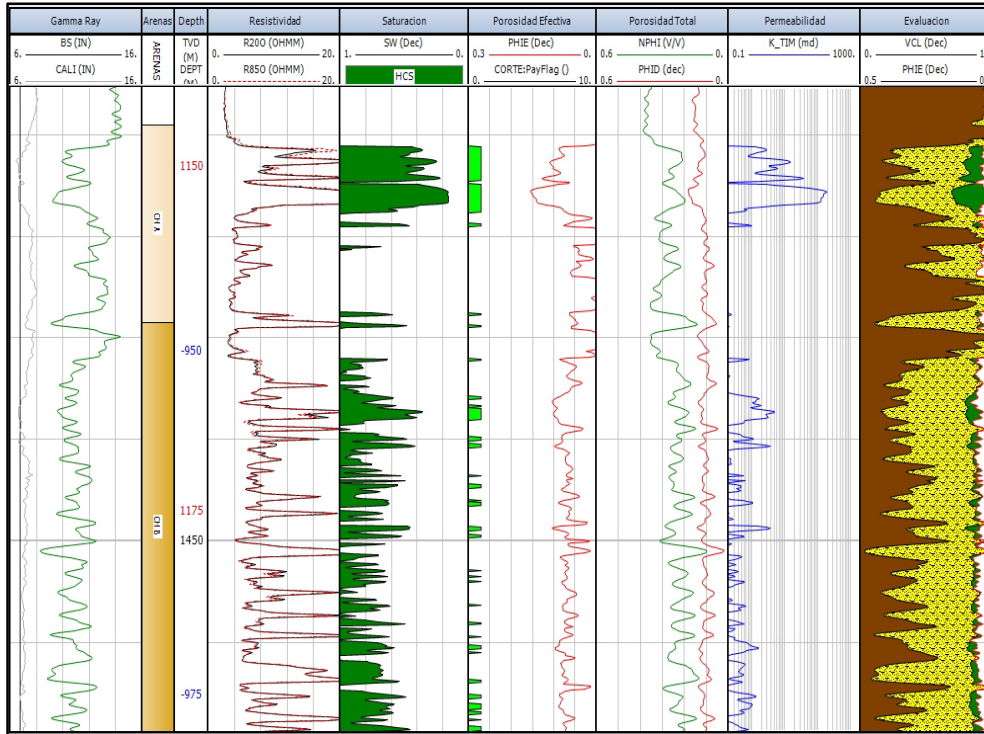 Gamma Ray Arenas Depth Resistividad Saturacion Porosidad Efectiva Porosidad Total Permeabilidad Evaluacion
BS (IN) TVD R200 (OHMM) SW (Dec) PHIE (Dec) NPHI (V/V) K_TIM (md) VCL (Dec)
6. 16. (M) 0. 20. 1. 0. 0.3 0. 0.6 0. 0.1 1000. 0. 1
ARENAS
CALI (IN) DEPT R850 (OHMM) HCS CORTE:PayFlag () PHID (dec) PHIE (Dec)
6. 16. (M) 0. 20. 0. 10. 0.6 0. 0.5 0
1150
CH A
-950
1175
CH B
1450
-975